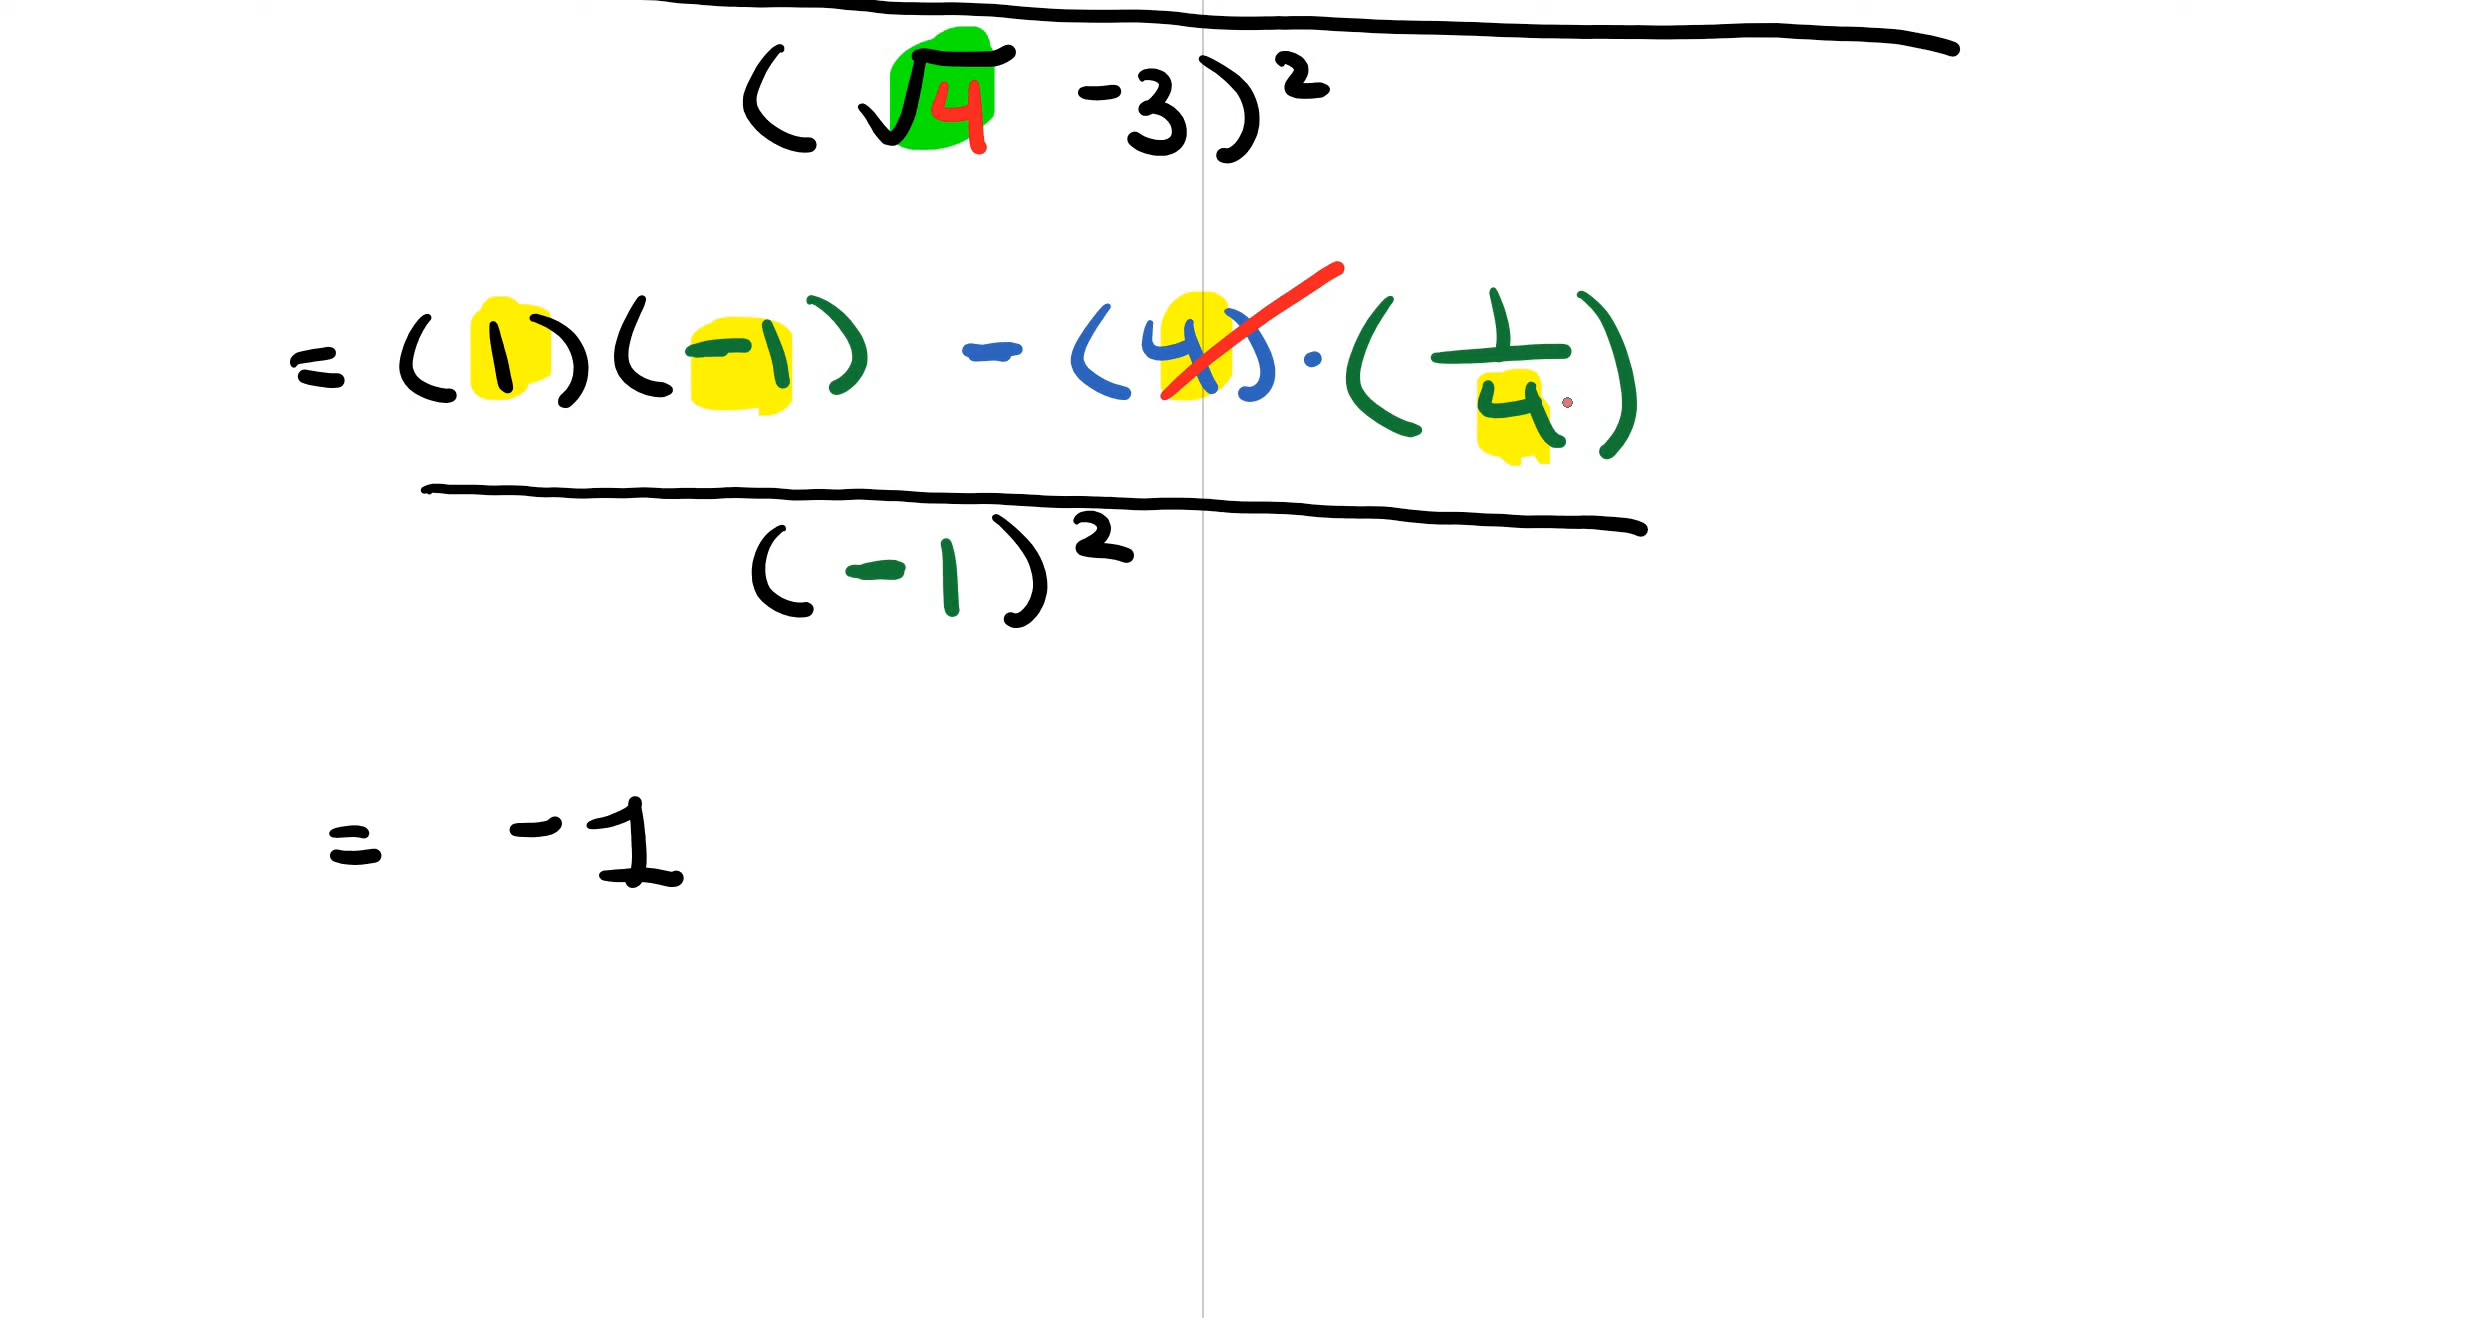 (√4 -3)²
= (1)(-1) - (4)·(1/4)
(-1)²
= -1